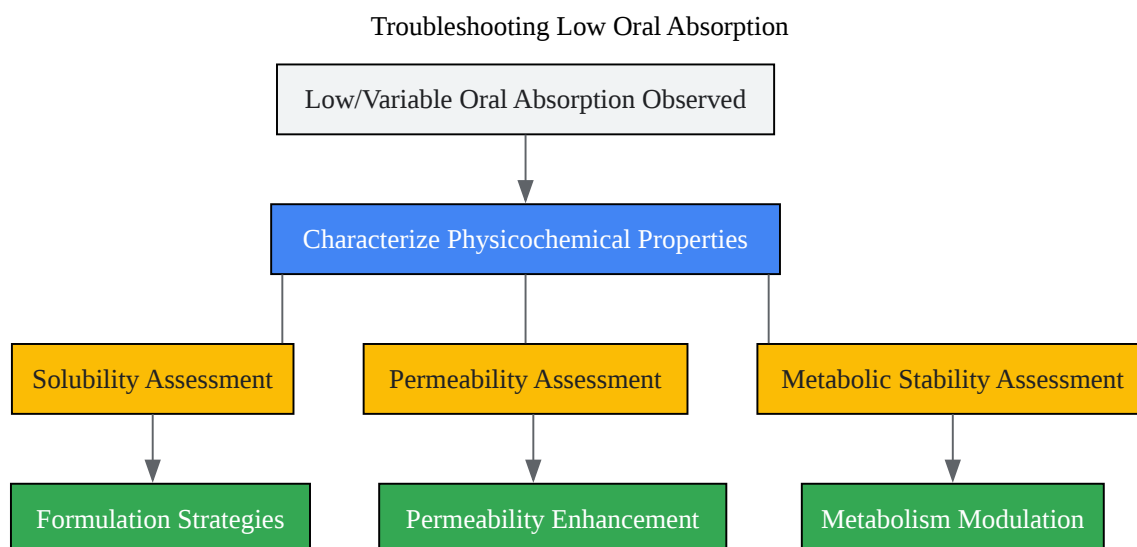 Troubleshooting Low Oral Absorption
Low/Variable Oral Absorption Observed
Characterize Physicochemical Properties
Solubility Assessment
Permeability Assessment
Metabolic Stability Assessment
Formulation Strategies
Permeability Enhancement
Metabolism Modulation